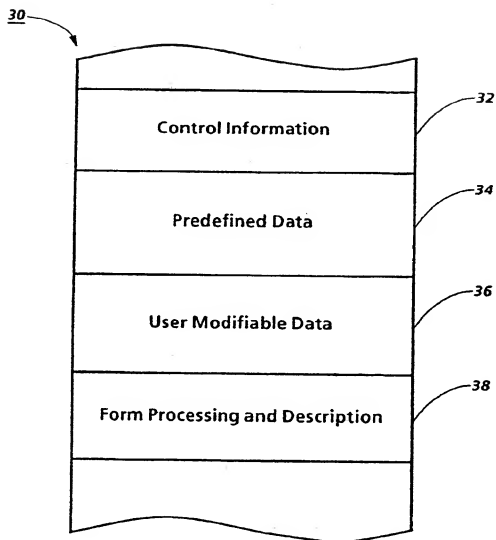 30
Control Information
32
Predefined Data
34
User Modifiable Data
36
Form Processing and Description
38